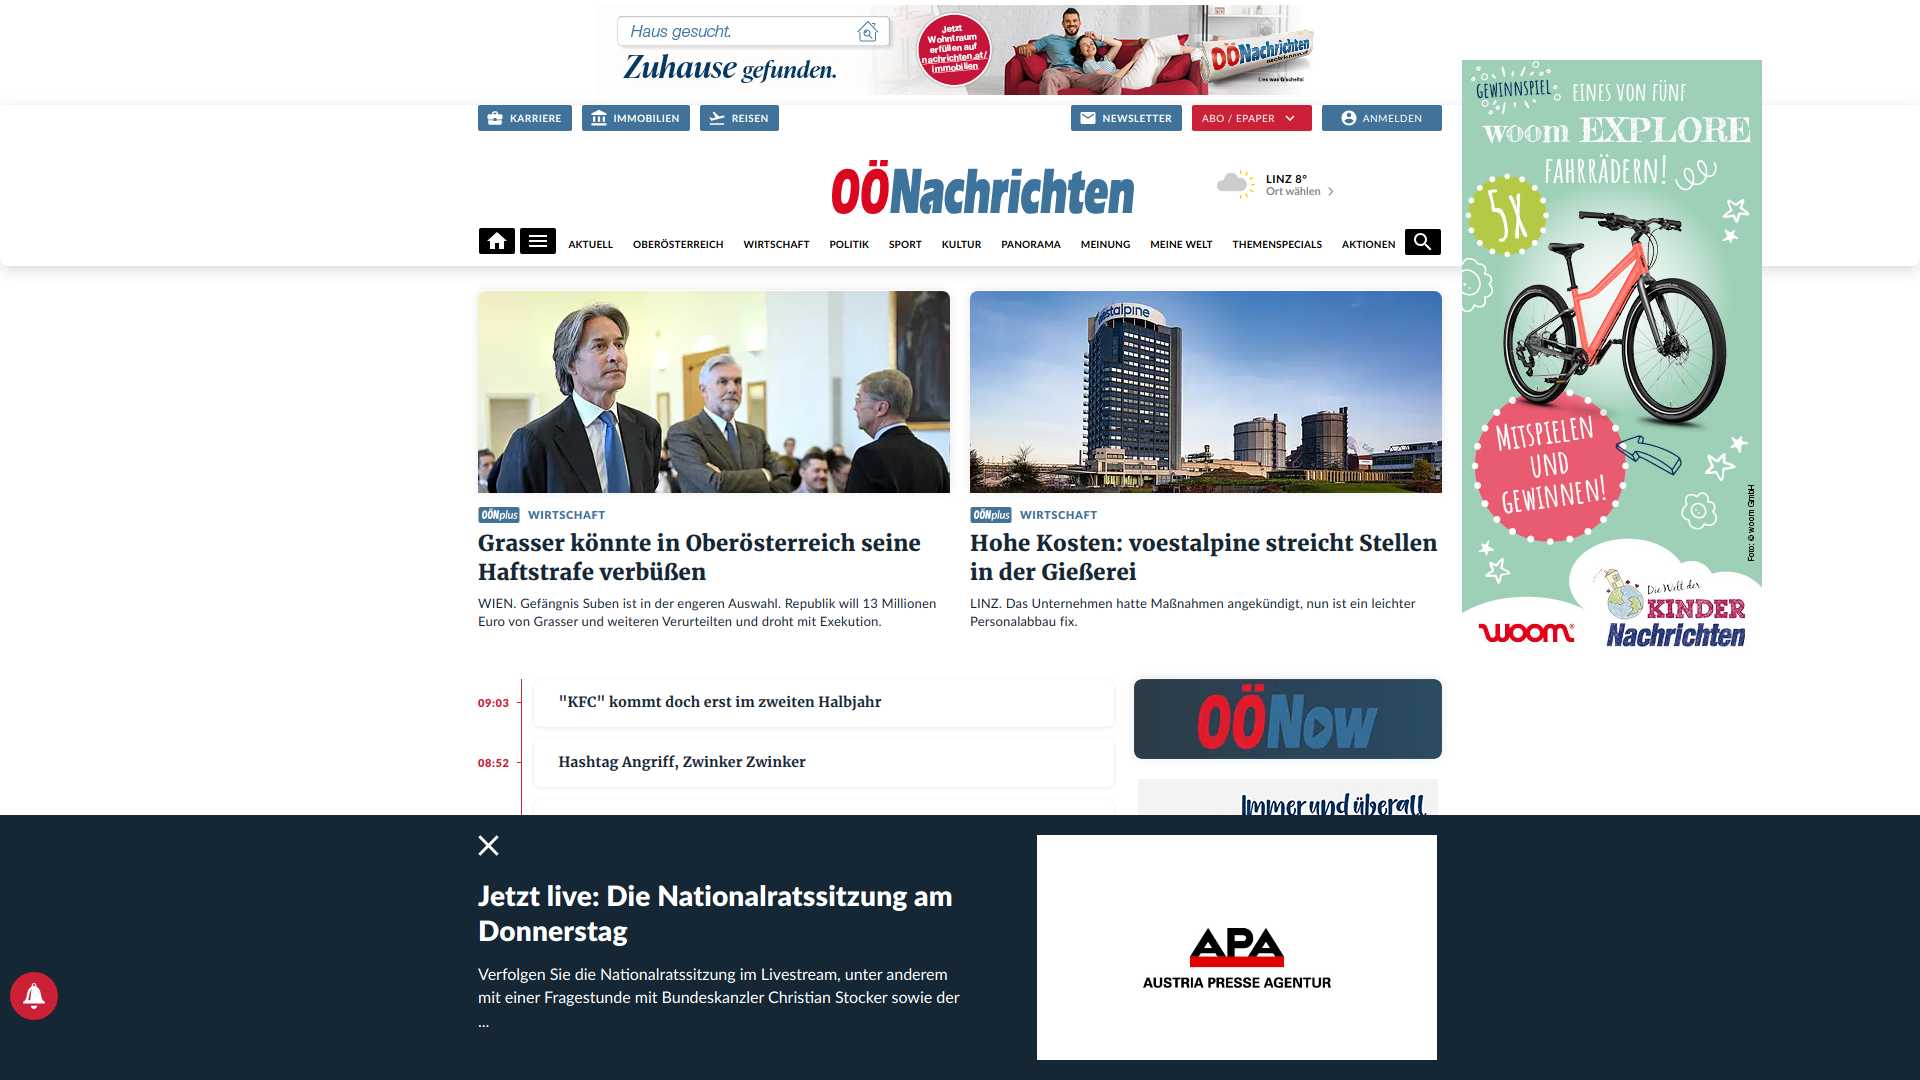 Haus gesucht.
Zuhause gefunden.
Jetzt
Wohntraum
erfüllen auf
nachrichten.at/
immobilien
OÖNachrichten
Lies was Gscheits!
KARRIERE
IMMOBILIEN
REISEN
NEWSLETTER
ABO / EPAPER
ANMELDEN
OÖNachrichten
LINZ 8°
Ort wählen
AKTUELL
OBERÖSTERREICH
WIRTSCHAFT
POLITIK
SPORT
KULTUR
PANORAMA
MEINUNG
MEINE WELT
THEMENSPECIALS
AKTIONEN
GEWINNSPIEL
EINES VON FÜNF
woom EXPLORE
FAHRRÄDERN!
5X
MITSPIELEN
UND
GEWINNEN!
Foto: © woom GmbH
woom
Die Welt der
KINDER
Nachrichten
voestalpine
OÖNplus WIRTSCHAFT
Grasser könnte in Oberösterreich seine
Haftstrafe verbüßen
WIEN. Gefängnis Suben ist in der engeren Auswahl. Republik will 13 Millionen
Euro von Grasser und weiteren Verurteilten und droht mit Exekution.
OÖNplus WIRTSCHAFT
Hohe Kosten: voestalpine streicht Stellen
in der Gießerei
LINZ. Das Unternehmen hatte Maßnahmen angekündigt, nun ist ein leichter
Personalabbau fix.
09:03
"KFC" kommt doch erst im zweiten Halbjahr
08:52
Hashtag Angriff, Zwinker Zwinker
OÖNow
Immer und überall
Jetzt live: Die Nationalratssitzung am
Donnerstag
Verfolgen Sie die Nationalratssitzung im Livestream, unter anderem
mit einer Fragestunde mit Bundeskanzler Christian Stocker sowie der
...
APA
AUSTRIA PRESSE AGENTUR